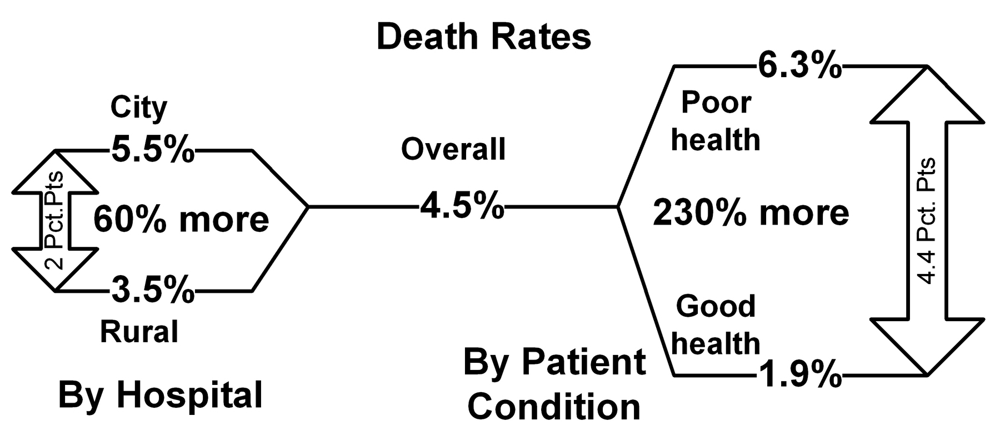 Death Rates
City
5.5%
2 Pct.Pts
60% more
3.5%
Rural
By Hospital
Overall
4.5%
6.3%
Poor
health
230% more
4.4 Pct. Pts
Good
health
1.9%
By Patient
Condition